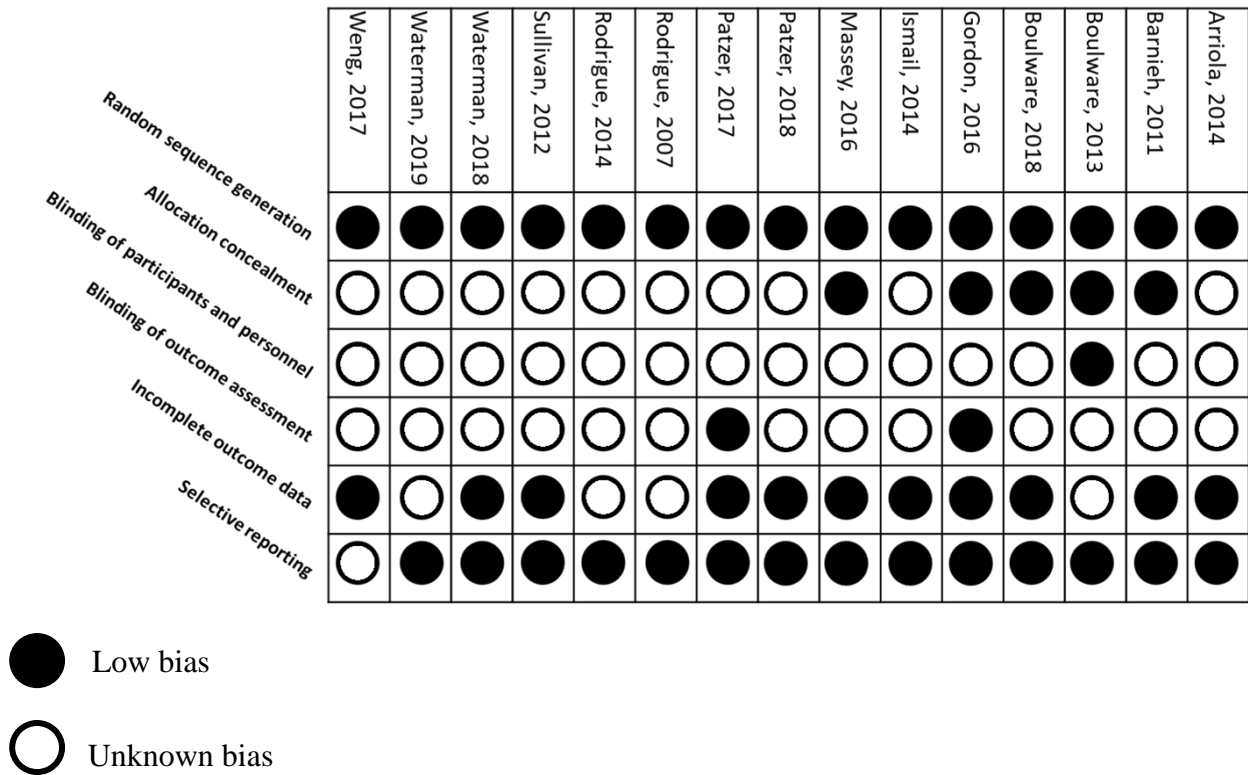 Weng, 2017
Waterman, 2019
Waterman, 2018
Sullivan, 2012
Rodrigue, 2014
Rodrigue, 2007
Patzer, 2017
Patzer, 2018
Massey, 2016
Ismail, 2014
Gordon, 2016
Boulware, 2018
Boulware, 2013
Barnieh, 2011
Arriola, 2014
Random sequence generation
Allocation concealment
Blinding of participants and personnel
Blinding of outcome assessment
Incomplete outcome data
Selective reporting
Low bias
Unknown bias